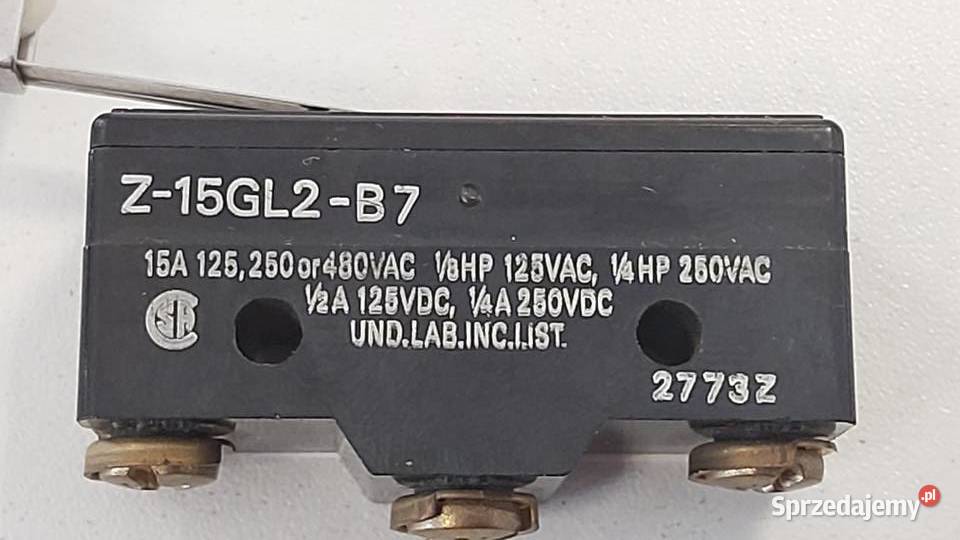 Z-15GL2-B7
15A 125,250 or 480VAC ⅛HP 125VAC, ¼HP 250VAC
½A 125VDC, ¼A 250VDC
CSA
UND.LAB.INC.LIST.
2773Z
Sprzedajemy.pl